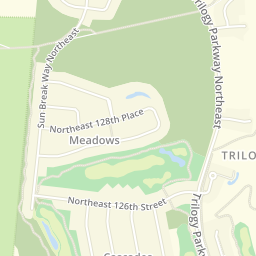 Sun Break Way Northeast
Trilogy Parkway Northeast
Northeast 128th Place
Meadows
TRILO
Northeast 126th Street
Trilogy Park